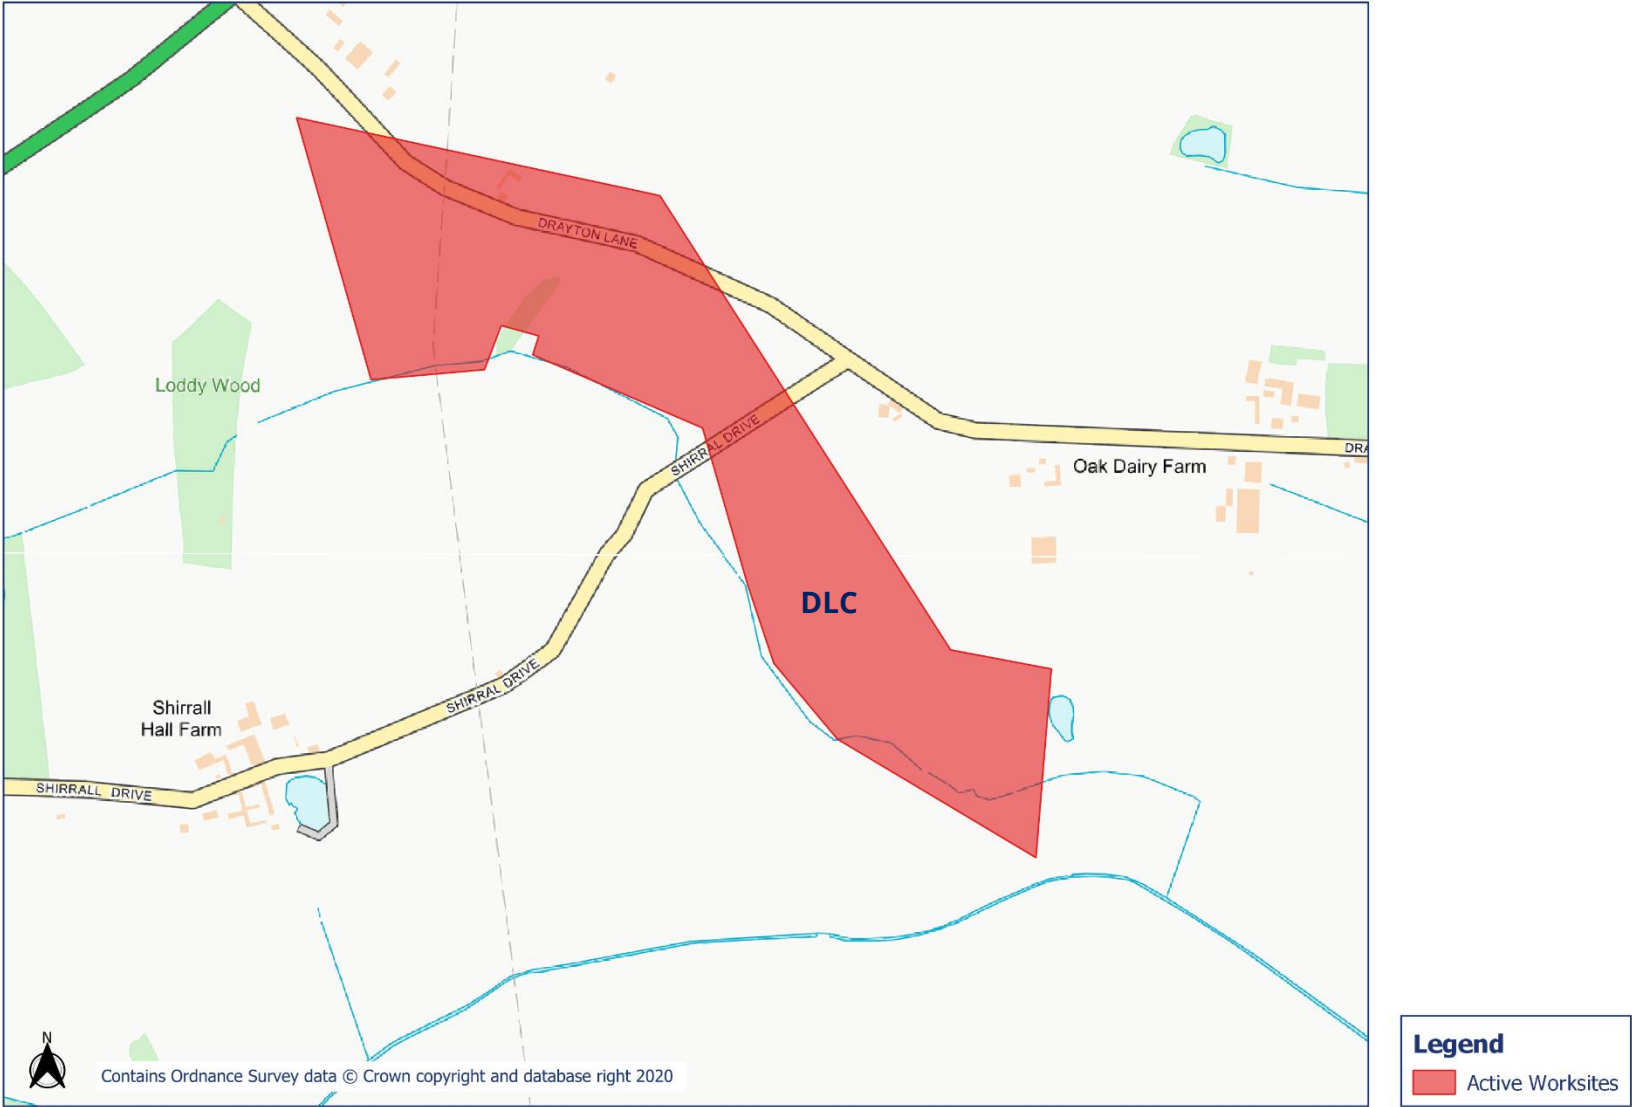 DRAYTON LANE
Loddy Wood
SHIRRAL DRIVE
DRA
Oak Dairy Farm
DLC
SHIRRAL DRIVE
Shirrall
Hall Farm
SHIRRALL DRIVE
N
Contains Ordnance Survey data © Crown copyright and database right 2020
Legend
Active Worksites